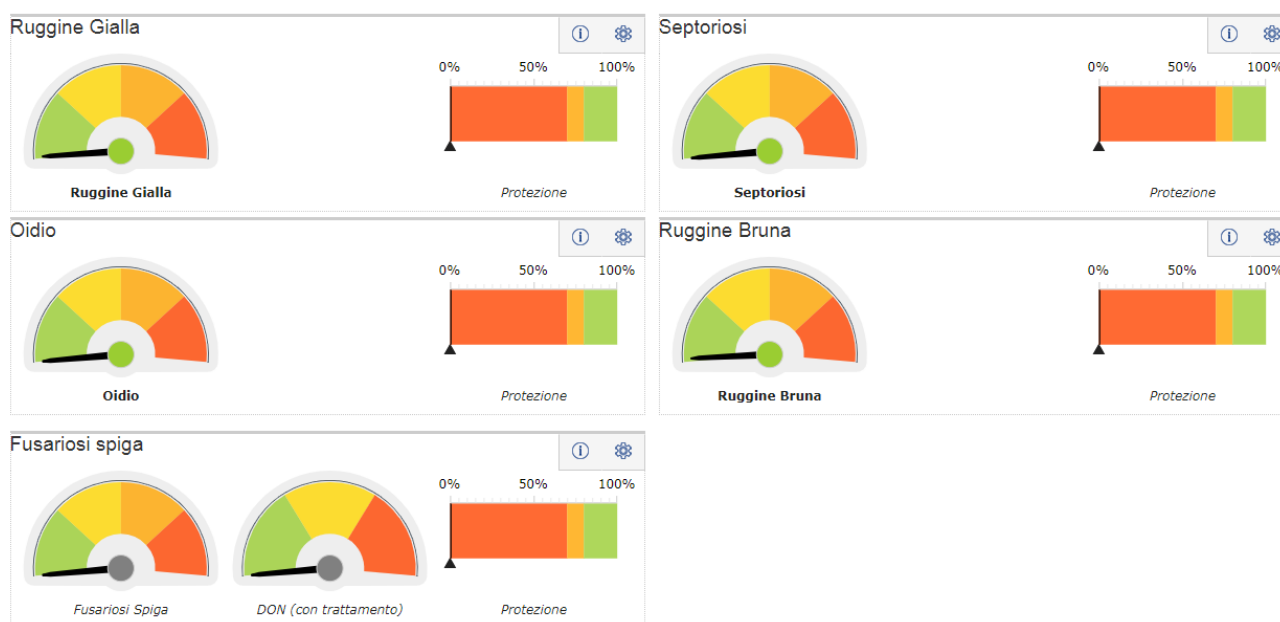 Ruggine Gialla
0% 50% 100%
Ruggine Gialla
Protezione
Septoriosi
0% 50% 100%
Septoriosi
Protezione
Oidio
0% 50% 100%
Oidio
Protezione
Ruggine Bruna
0% 50% 100%
Ruggine Bruna
Protezione
Fusariosi spiga
0% 50% 100%
Fusariosi Spiga
DON (con trattamento)
Protezione